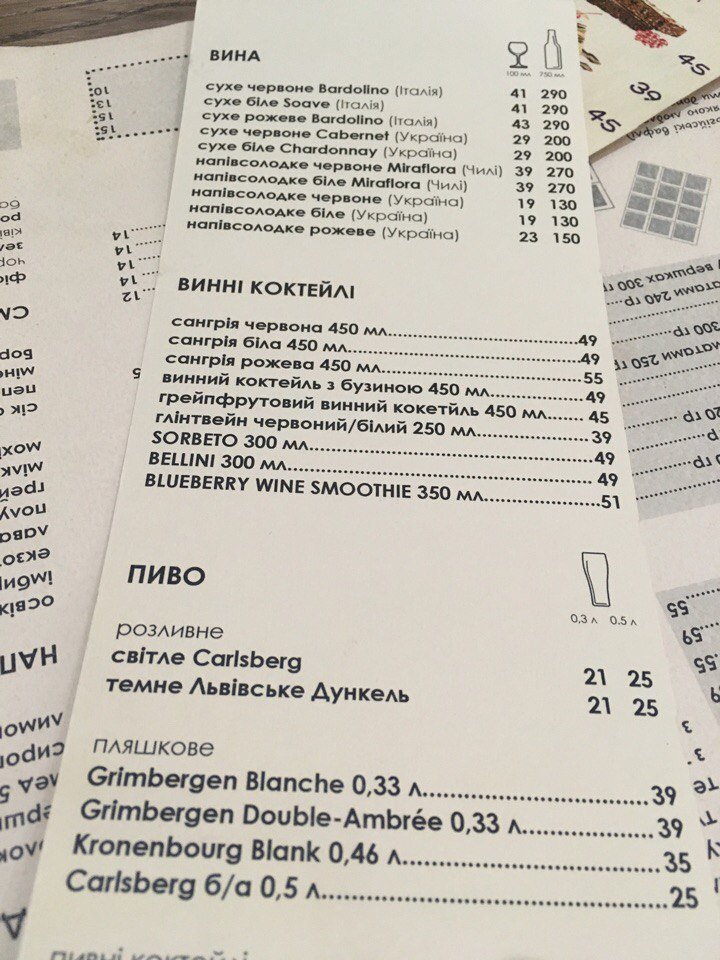 ВИНА
100 мл 750 мл
сухе червоне Bardolino (Італія) 41 290
сухе біле Soave (Італія) 41 290
сухе рожеве Bardolino (Італія) 43 290
сухе червоне Cabernet (Україна) 29 200
сухе біле Chardonnay (Україна) 29 200
напівсолодке червоне Miraflora (Чилі) 39 270
напівсолодке біле Miraflora (Чилі) 39 270
напівсолодке червоне (Україна) 19 130
напівсолодке біле (Україна) 19 130
напівсолодке рожеве (Україна) 23 150
ВИННІ КОКТЕЙЛІ
сангрія червона 450 мл...49
сангрія біла 450 мл...49
сангрія рожева 450 мл...55
винний коктейль з бузиною 450 мл...49
грейпфрутовий винний кокетйль 450 мл...45
глінтвейн червоний/білий 250 мл...39
SORBETO 300 мл...49
BELLINI 300 мл...49
BLUEBERRY WINE SMOOTHIE 350 мл...51
ПИВО
0,3 л 0.5 л
розливне
світле Carlsberg 21 25
темне Львівське Дункель 21 25
пляшкове
Grimbergen Blanche 0,33 л...39
Grimbergen Double-Ambrée 0,33 л...39
Kronenbourg Blank 0,46 л...35
Carlsberg б/а 0,5 л...25
пивні коктейлі
45
39
45